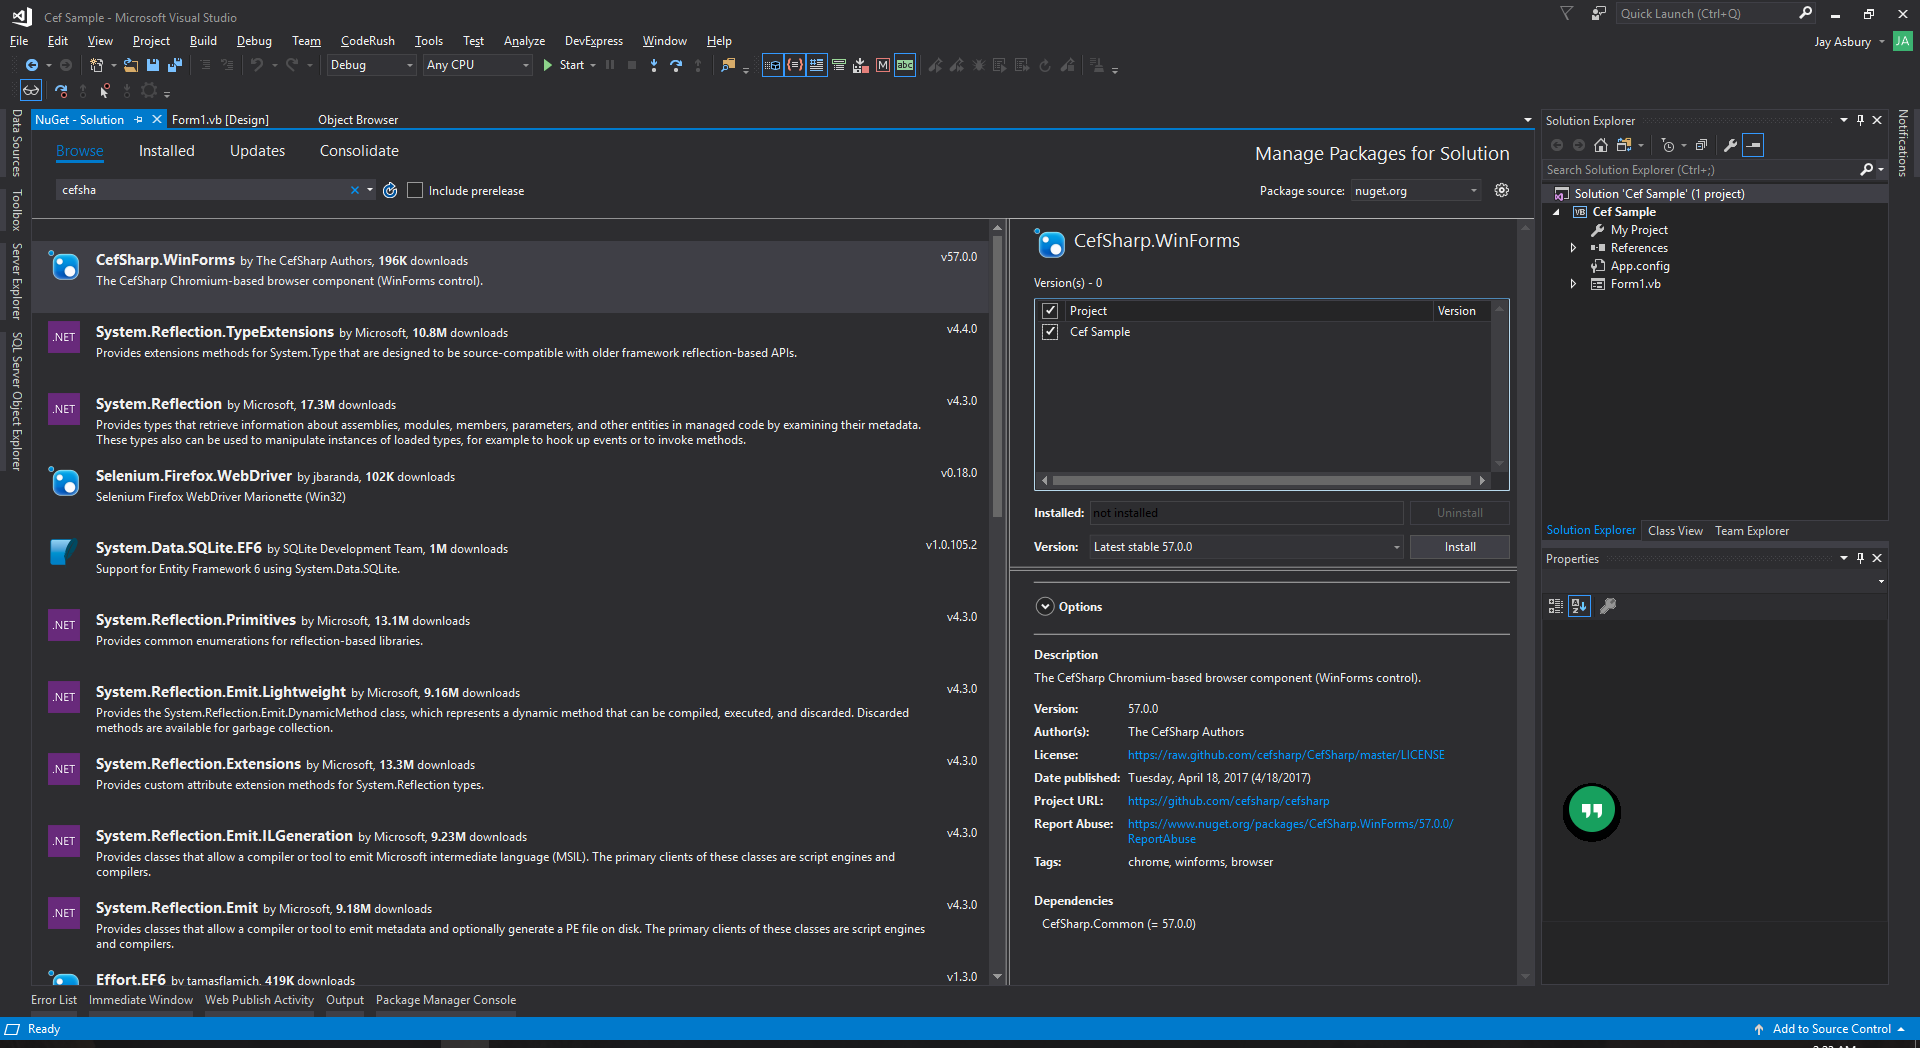 Cef Sample - Microsoft Visual Studio
Quick Launch (Ctrl+Q)
File Edit View Project Build Debug Team CodeRush Tools Test Analyze DevExpress Window Help
Jay Asbury JA
Debug Any CPU Start
NuGet - Solution Form1.vb [Design] Object Browser
Data Sources
Toolbox
Server Explorer
SQL Server Object Explorer
Browse Installed Updates Consolidate
Manage Packages for Solution
cefsha
Include prerelease
Package source: nuget.org
CefSharp.WinForms by The CefSharp Authors, 196K downloads v57.0.0
The CefSharp Chromium-based browser component (WinForms control).
.NET System.Reflection.TypeExtensions by Microsoft, 10.8M downloads v4.4.0
Provides extensions methods for System.Type that are designed to be source-compatible with older framework reflection-based APIs.
.NET System.Reflection by Microsoft, 17.3M downloads v4.3.0
Provides types that retrieve information about assemblies, modules, members, parameters, and other entities in managed code by examining their metadata.
These types also can be used to manipulate instances of loaded types, for example to hook up events or to invoke methods.
Selenium.Firefox.WebDriver by jbaranda, 102K downloads v0.18.0
Selenium Firefox WebDriver Marionette (Win32)
System.Data.SQLite.EF6 by SQLite Development Team, 1M downloads v1.0.105.2
Support for Entity Framework 6 using System.Data.SQLite.
.NET System.Reflection.Primitives by Microsoft, 13.1M downloads v4.3.0
Provides common enumerations for reflection-based libraries.
.NET System.Reflection.Emit.Lightweight by Microsoft, 9.16M downloads v4.3.0
Provides the System.Reflection.Emit.DynamicMethod class, which represents a dynamic method that can be compiled, executed, and discarded. Discarded
methods are available for garbage collection.
.NET System.Reflection.Extensions by Microsoft, 13.3M downloads v4.3.0
Provides custom attribute extension methods for System.Reflection types.
.NET System.Reflection.Emit.ILGeneration by Microsoft, 9.23M downloads v4.3.0
Provides classes that allow a compiler or tool to emit Microsoft intermediate language (MSIL). The primary clients of these classes are script engines and
compilers.
.NET System.Reflection.Emit by Microsoft, 9.18M downloads v4.3.0
Provides classes that allow a compiler or tool to emit metadata and optionally generate a PE file on disk. The primary clients of these classes are script engines
and compilers.
Effort.EF6 by tamasflamich, 419K downloads v1.3.0
CefSharp.WinForms
Version(s) - 0
Project Version
Cef Sample
Installed: not installed Uninstall
Version: Latest stable 57.0.0 Install
Options
Description
The CefSharp Chromium-based browser component (WinForms control).
Version: 57.0.0
Author(s): The CefSharp Authors
License: https://raw.github.com/cefsharp/CefSharp/master/LICENSE
Date published: Tuesday, April 18, 2017 (4/18/2017)
Project URL: https://github.com/cefsharp/cefsharp
Report Abuse: https://www.nuget.org/packages/CefSharp.WinForms/57.0.0/
ReportAbuse
Tags: chrome, winforms, browser
Dependencies
CefSharp.Common (= 57.0.0)
Solution Explorer
Search Solution Explorer (Ctrl+;)
Solution 'Cef Sample' (1 project)
VB Cef Sample
My Project
References
App.config
Form1.vb
Solution Explorer Class View Team Explorer
Properties
Notifications
Error List Immediate Window Web Publish Activity Output Package Manager Console
Ready
Add to Source Control